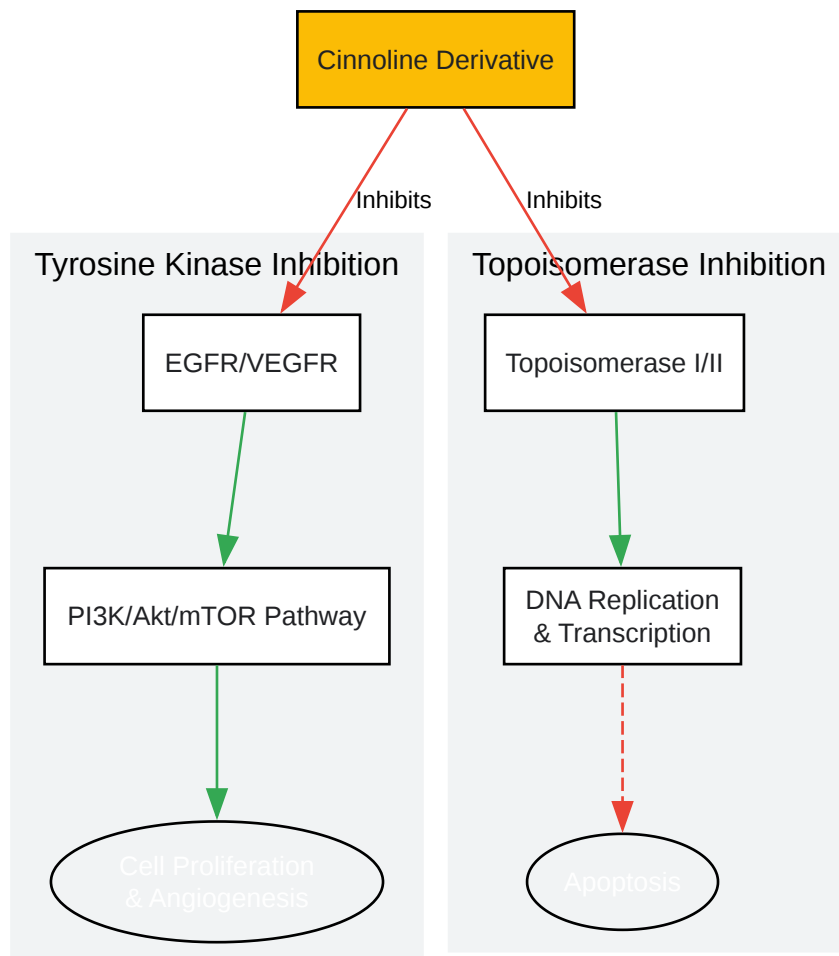 Cinnoline Derivative
Inhibits
Inhibits
Tyrosine Kinase Inhibition
EGFR/VEGFR
PI3K/Akt/mTOR Pathway
Cell Proliferation
& Angiogenesis
Topoisomerase Inhibition
Topoisomerase I/II
DNA Replication
& Transcription
Apoptosis